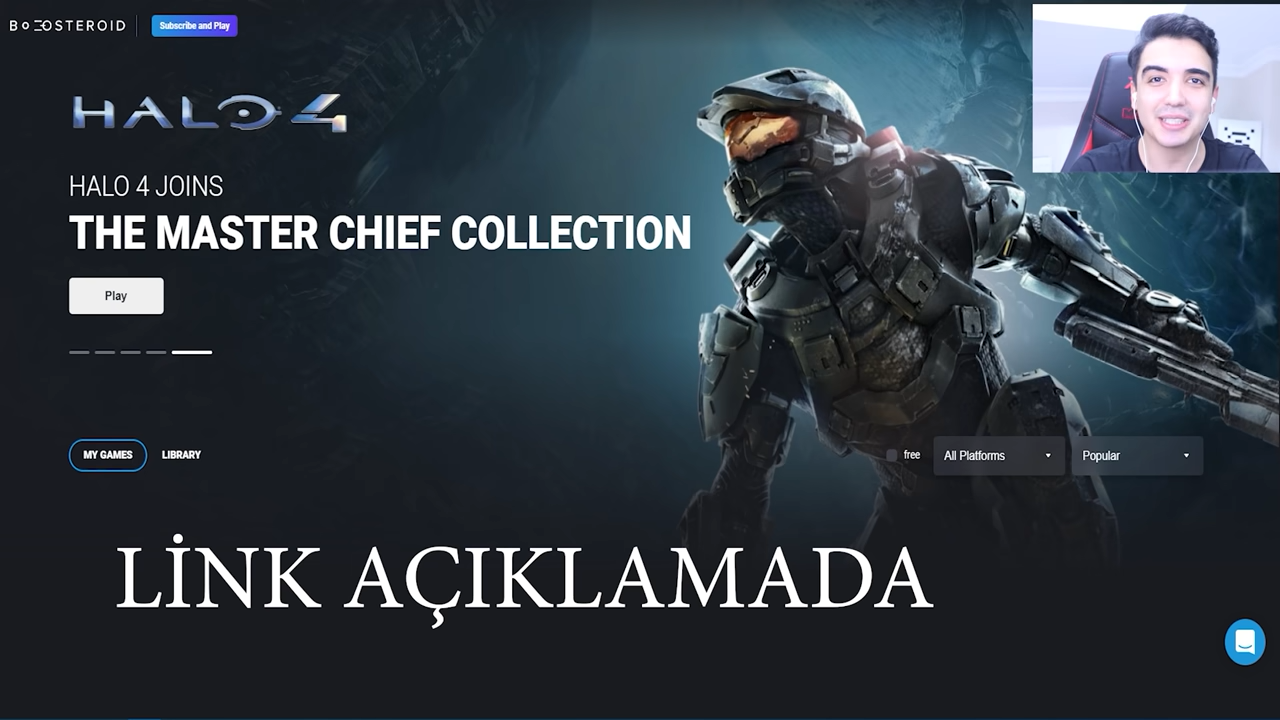 BOOSTEROID
Subscribe and Play
HALO 4
HALO 4 JOINS
THE MASTER CHIEF COLLECTION
Play
MY GAMES LIBRARY
free All Platforms Popular
LİNK AÇIKLAMADA